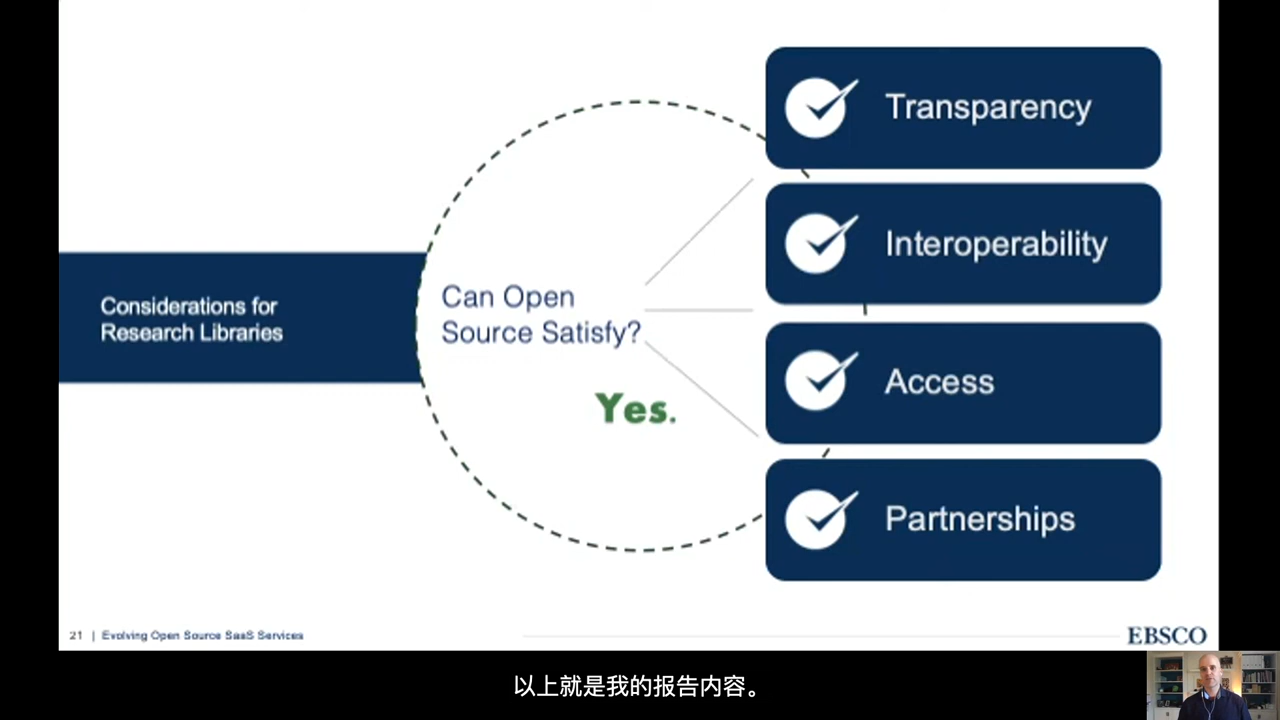 Considerations for
Research Libraries
Can Open
Source Satisfy?
Yes.
Transparency
Interoperability
Access
Partnerships
21 | Evolving Open Source SaaS Services
EBSCO
以上就是我的报告内容。